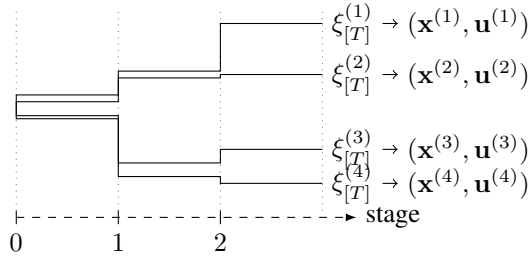 ξ_{[T]}^{(1)} → (x^{(1)}, u^{(1)})
ξ_{[T]}^{(2)} → (x^{(2)}, u^{(2)})
ξ_{[T]}^{(3)} → (x^{(3)}, u^{(3)})
ξ_{[T]}^{(4)} → (x^{(4)}, u^{(4)})
stage
0 1 2